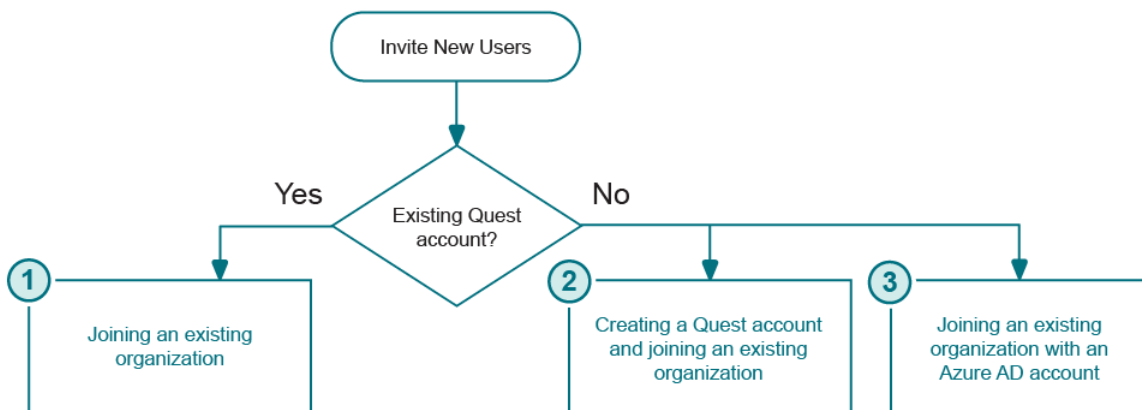 Invite New Users
Yes
No
Existing Quest
account?
1
Joining an existing
organization
2
Creating a Quest account
and joining an existing
organization
3
Joining an existing
organization with an
Azure AD account